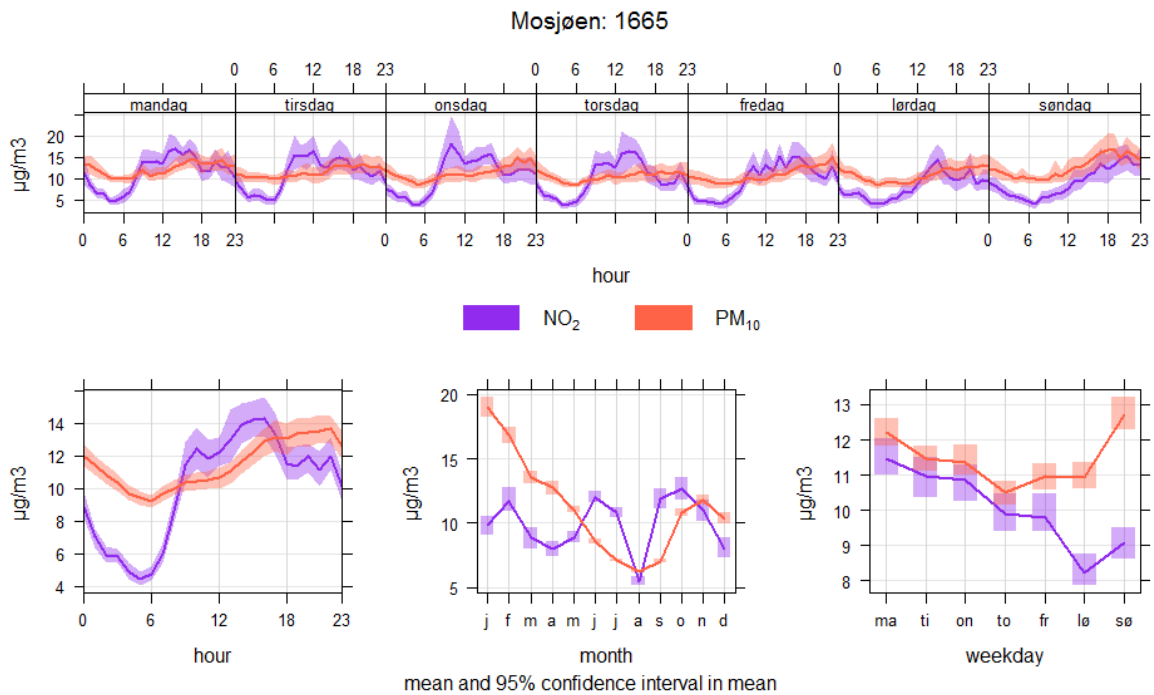 Mosjøen: 1665
0 6 12 18 23 0 6 12 18 23 0 6 12 18 23
mandag tirsdag onsdag torsdag fredag lørdag søndag
20
15
10
5
µg/m3
0 6 12 18 23 0 6 12 18 23 0 6 12 18 23 0 6 12 18 23
hour
NO2 PM10
14
12
10
8
6
4
µg/m3
0 6 12 18 23
hour
20
15
10
5
µg/m3
j f m a m j j a s o n d
month
13
12
11
10
9
8
µg/m3
ma ti on to fr lø sø
weekday
mean and 95% confidence interval in mean